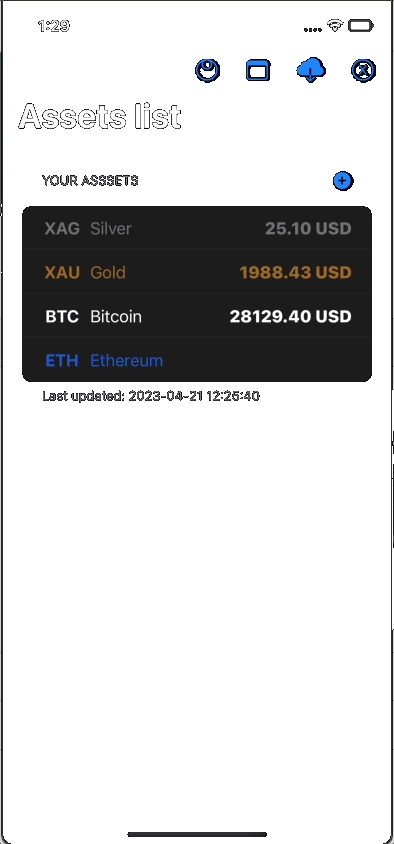 1:29
Assets list
YOUR ASSSETS
XAG Silver 25.10 USD
XAU Gold 1988.43 USD
BTC Bitcoin 28129.40 USD
ETH Ethereum
Last updated: 2023-04-21 12:26:40